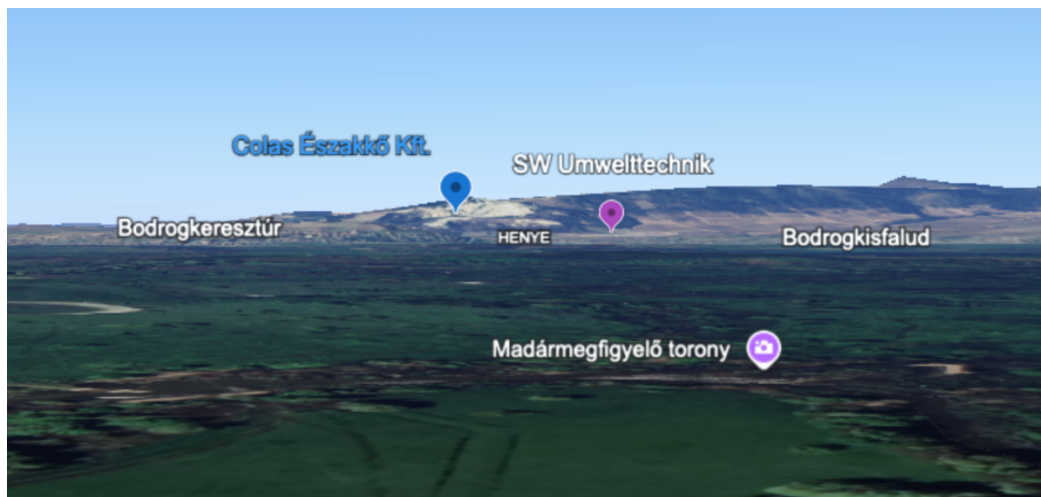 Colas Északkő Kft.
SW Umwelttechnik
Bodrogkeresztúr
HENYE
Bodrogkisfalud
Madármegfigyelő torony